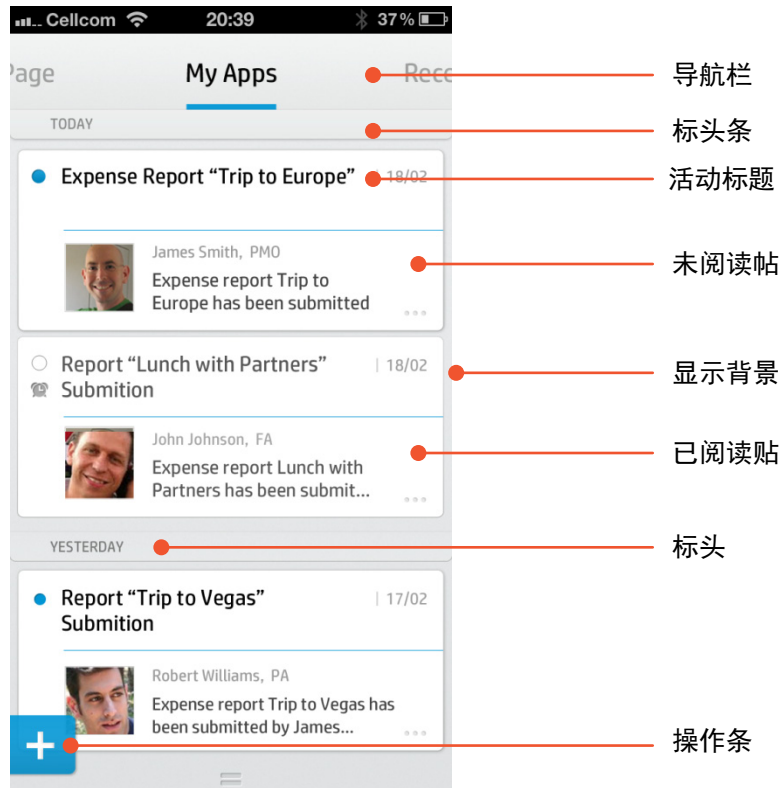 Cellcom 20:39 37%
Page My Apps Reco
导航栏
TODAY
标头条
Expense Report “Trip to Europe” 18/02
活动标题
James Smith, PMO
Expense report Trip to
Europe has been submitted
未阅读帖
Report “Lunch with Partners” | 18/02
Submition
显示背景
John Johnson, FA
Expense report Lunch with
Partners has been submit...
已阅读贴
YESTERDAY
标头
Report “Trip to Vegas” | 17/02
Submition
Robert Williams, PA
Expense report Trip to Vegas has
been submitted by James...
+
操作条